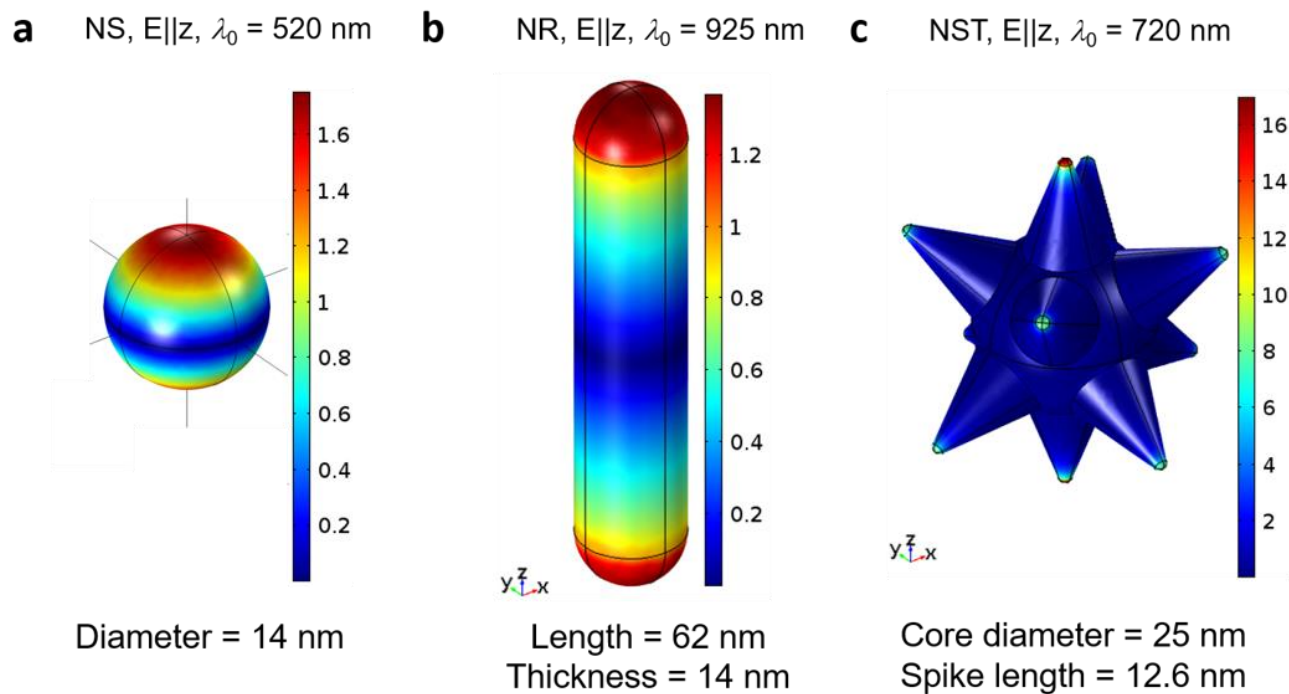 a NS, E||z, λ0 = 520 nm
1.6
1.4
1.2
1
0.8
0.6
0.4
0.2
Diameter = 14 nm
b NR, E||z, λ0 = 925 nm
1.2
1
0.8
0.6
0.4
0.2
y z x
Length = 62 nm
Thickness = 14 nm
c NST, E||z, λ0 = 720 nm
16
14
12
10
8
6
4
2
y z x
Core diameter = 25 nm
Spike length = 12.6 nm